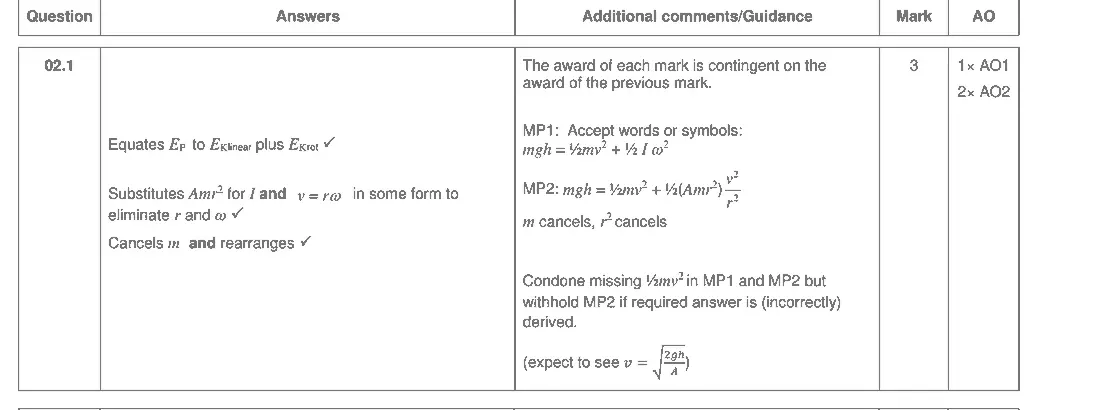 Question Answers Additional comments/Guidance Mark AO
02.1 The award of each mark is contingent on the 3 1× AO1
award of the previous mark. 2× AO2
MP1: Accept words or symbols:
Equates Eₚ to E_Klinear plus E_Krot ✓ mgh = ½mv² + ½ I ω²
Substitutes Amr² for I and v = rω in some form to MP2: mgh = ½mv² + ½(Amr²) v²/r²
eliminate r and ω ✓
m cancels, r² cancels
Cancels m and rearranges ✓
Condone missing ½mv² in MP1 and MP2 but
withhold MP2 if required answer is (incorrectly)
derived.
(expect to see v = √(2gh/A))